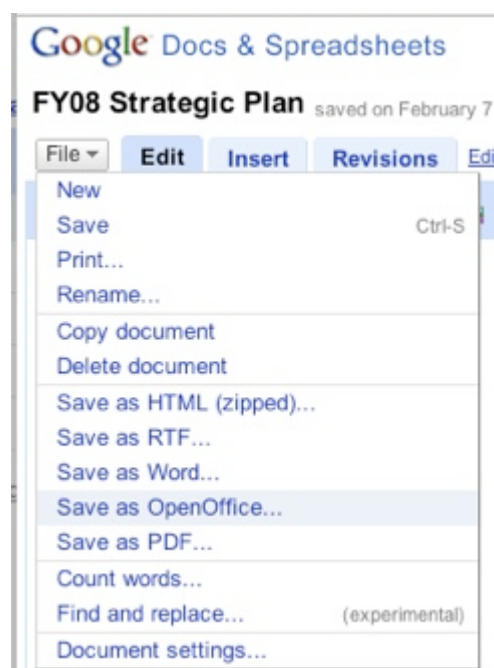 Google Docs & Spreadsheets
FY08 Strategic Plan saved on February 7
File Edit Insert Revisions
New
Save Ctrl-S
Print...
Rename...
Copy document
Delete document
Save as HTML (zipped)...
Save as RTF...
Save as Word...
Save as OpenOffice...
Save as PDF...
Count words...
Find and replace... (experimental)
Document settings...